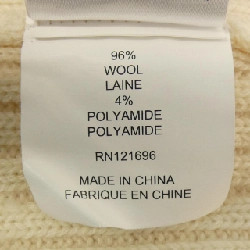 96%
WOOL
LAINE
4%
POLYAMIDE
POLYAMIDE
RN121696
MADE IN CHINA
FABRIQUE EN CHINE